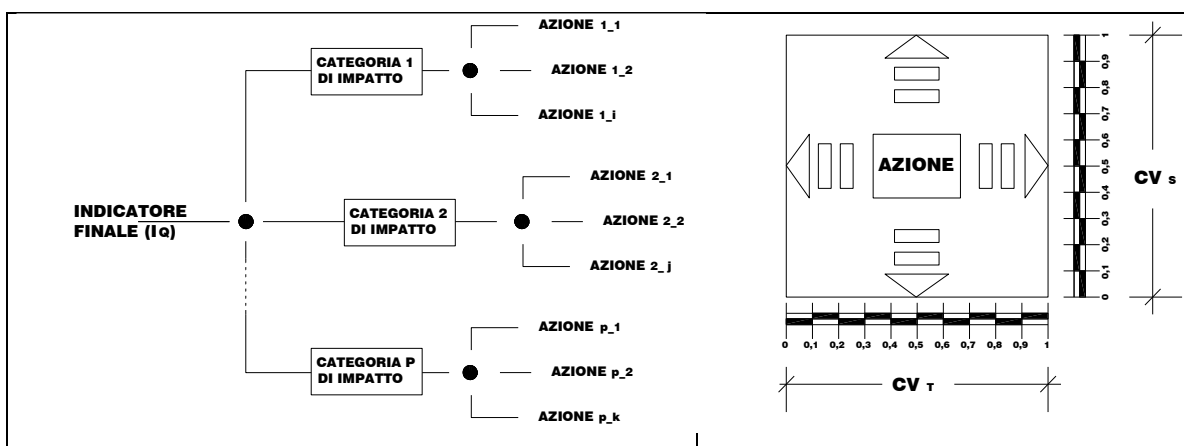 AZIONE 1_1
CATEGORIA 1
DI IMPATTO
AZIONE 1_2
AZIONE 1_i
AZIONE 2_1
INDICATORE
FINALE (IQ)
CATEGORIA 2
DI IMPATTO
AZIONE 2_2
AZIONE 2_j
AZIONE p_1
CATEGORIA P
DI IMPATTO
AZIONE p_2
AZIONE p_k
AZIONE
1
0,9
0,8
0,7
0,6
0,5
0,4
0,3
0,2
0,1
0
CV S
0 0,1 0,2 0,3 0,4 0,5 0,6 0,7 0,8 0,9 1
CV T